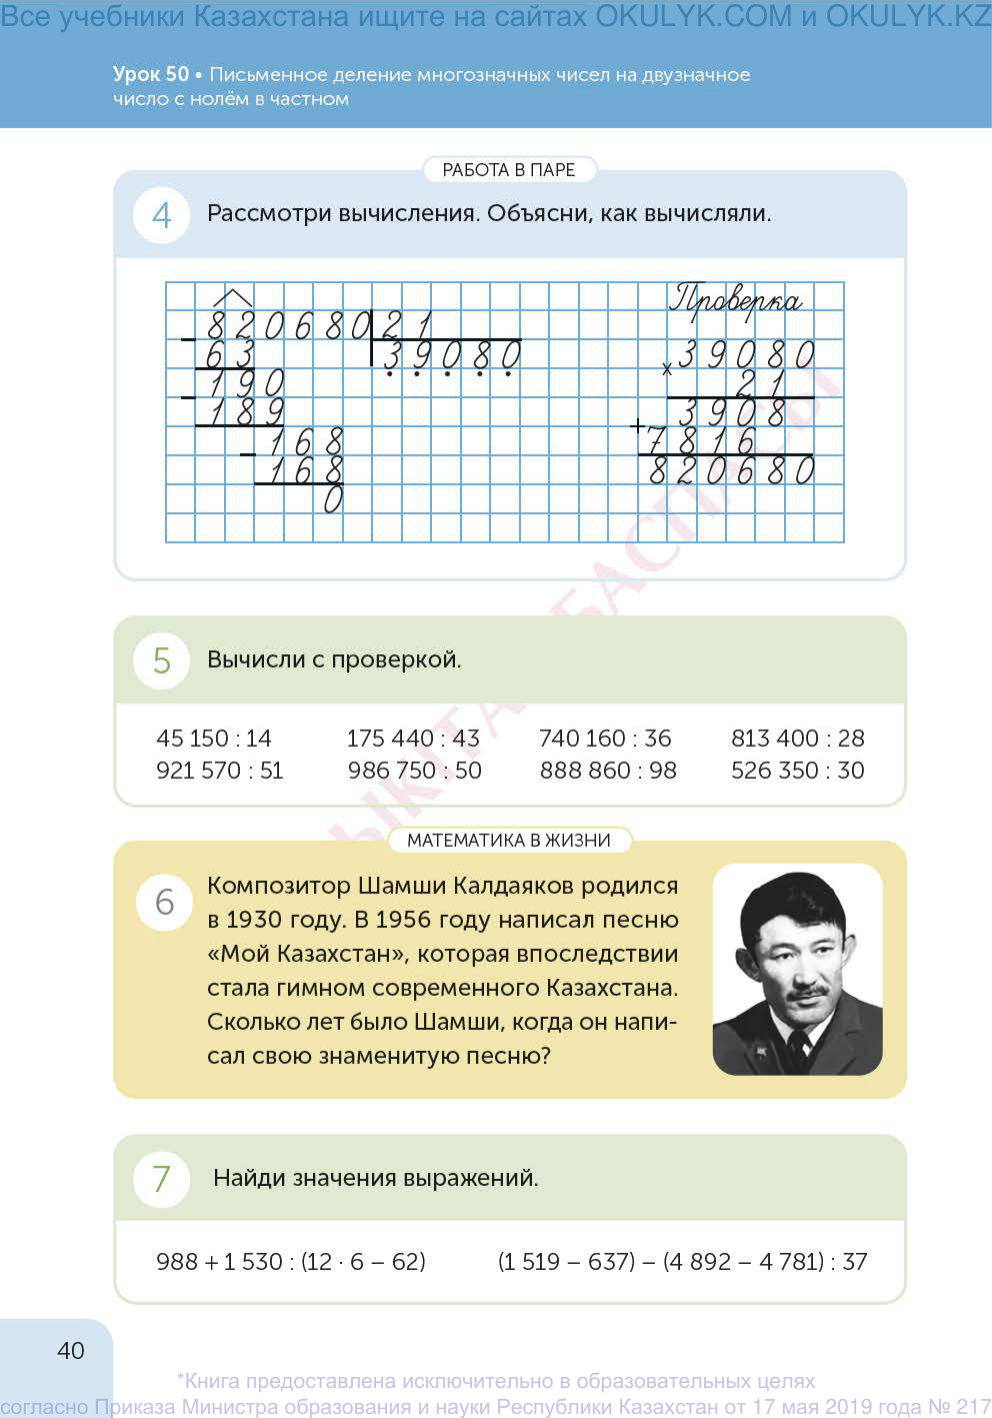 Все учебники Казахстана ищите на сайтах OKULYK.COM и OKULYK.KZ
Урок 50 • Письменное деление многозначных чисел на двузначное
число с нолём в частном
РАБОТА В ПАРЕ
4 Рассмотри вычисления. Объясни, как вычисляли.
Проверка
− 820680 21
63 39080
− 190
189
− 168
168
0
× 39080
21
+ 3908
7816
820680
5 Вычисли с проверкой.
45 150 : 14 175 440 : 43 740 160 : 36 813 400 : 28
921 570 : 51 986 750 : 50 888 860 : 98 526 350 : 30
МАТЕМАТИКА В ЖИЗНИ
6 Композитор Шамши Калдаяков родился
в 1930 году. В 1956 году написал песню
«Мой Казахстан», которая впоследствии
стала гимном современного Казахстана.
Сколько лет было Шамши, когда он напи-
сал свою знаменитую песню?
7 Найди значения выражений.
988 + 1 530 : (12 · 6 – 62) (1 519 – 637) – (4 892 – 4 781) : 37
40
*Книга предоставлена исключительно в образовательных целях
согласно Приказа Министра образования и науки Республики Казахстан от 17 мая 2019 года № 217